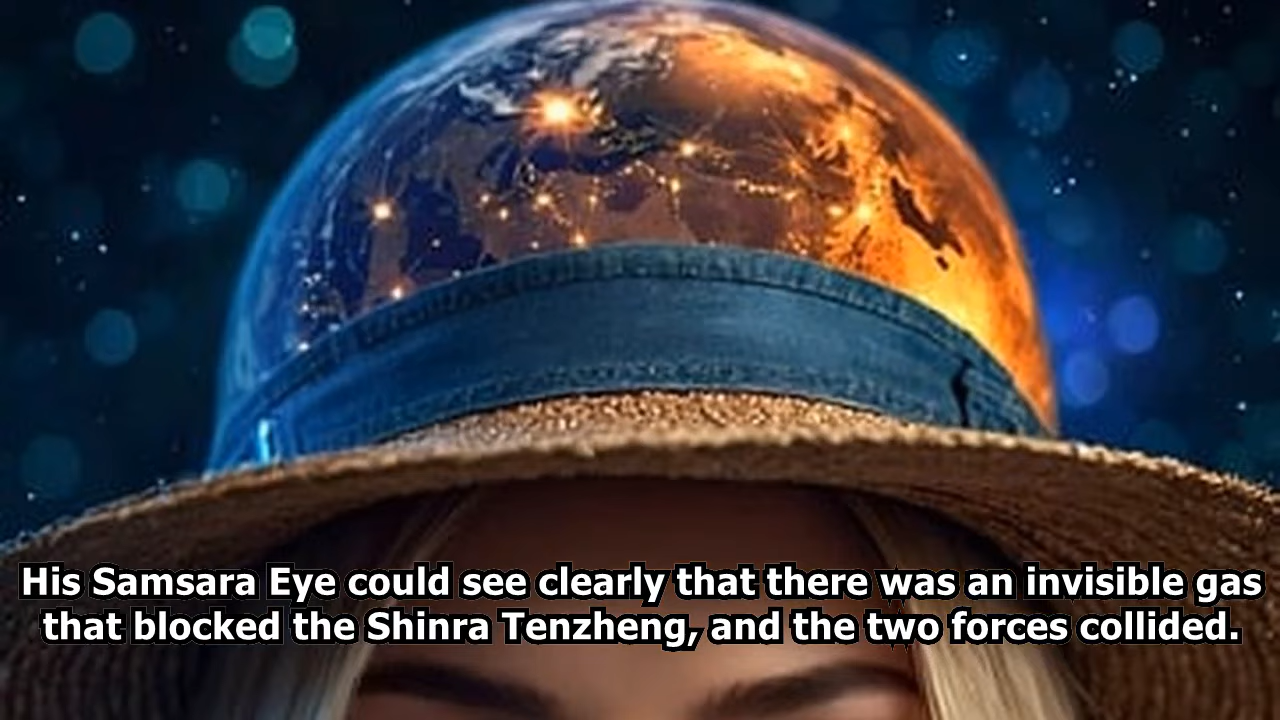 His Samsara Eye could see clearly that there was an invisible gas
that blocked the Shinra Tenzheng, and the two forces collided.